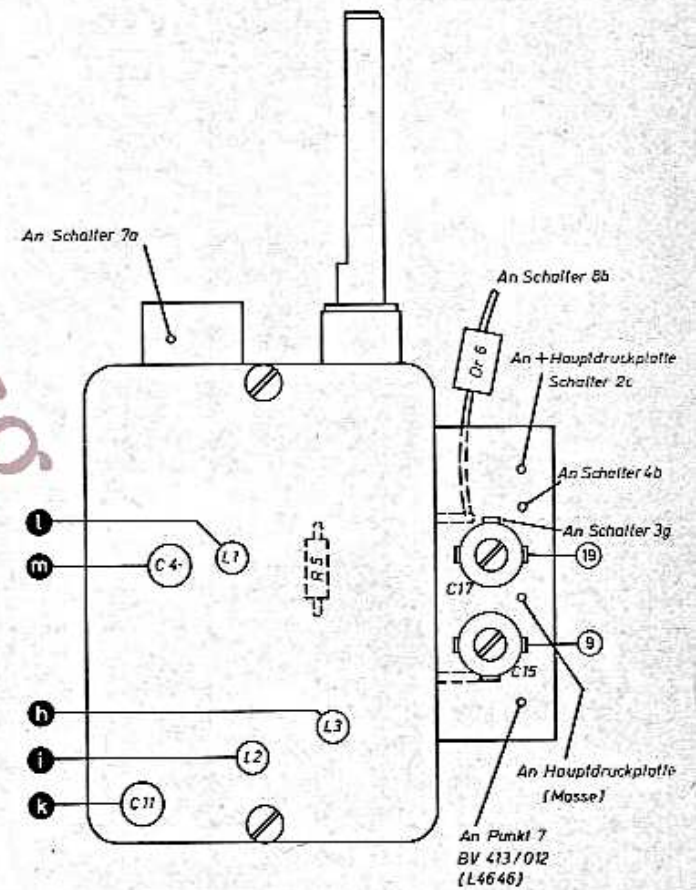 An Schalter 7a
An Schalter 8b
Dr 6
An + Hauptdruckplatte
Schalter 2c
An Schalter 4b
An Schalter 3g
l
L1
m
C4
R5
19
C17
9
C15
h
L3
i
L2
k
C11
An Hauptdruckplatte
(Masse)
An Punkt 7
BV 413/012
(L4646)